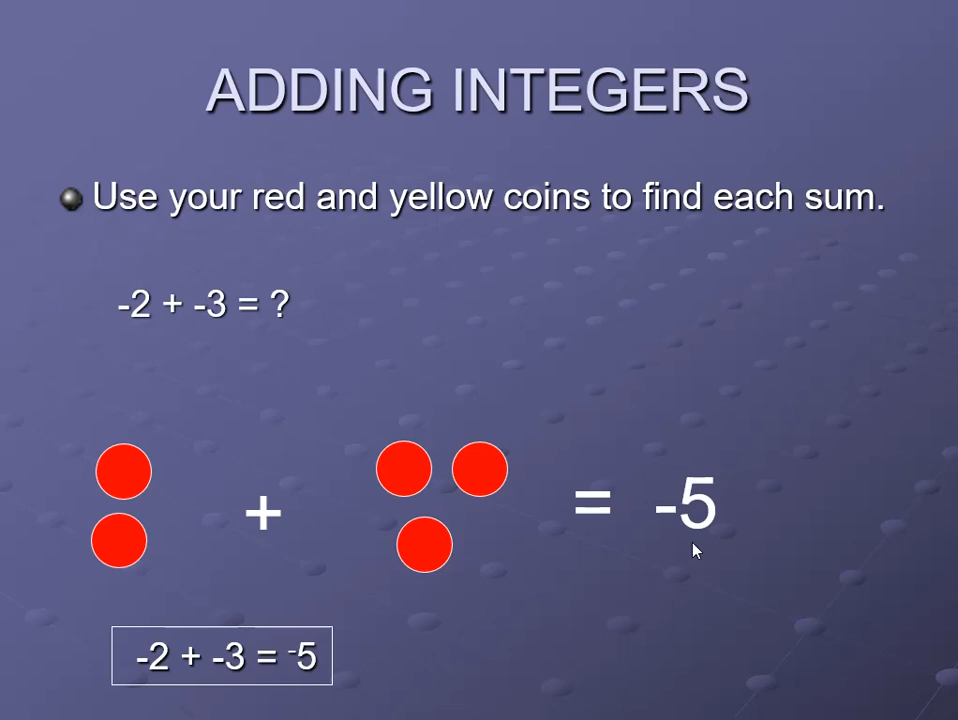 ADDING INTEGERS
Use your red and yellow coins to find each sum.
-2 + -3 = ?
+ = -5
-2 + -3 = ⁻5